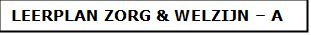 LEERPLAN ZORG & WELZIJN – A